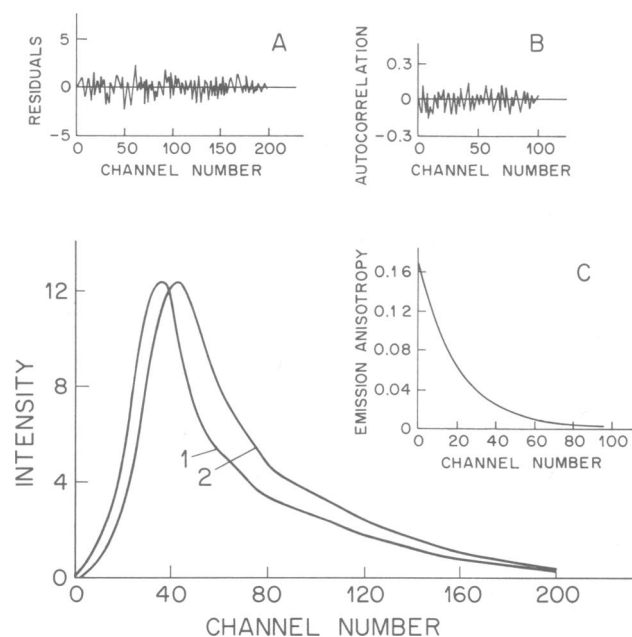 A
RESIDUALS
5
0
-5
0 50 100 150 200
CHANNEL NUMBER
B
AUTOCORRELATION
0.3
0
-0.3
0 50 100
CHANNEL NUMBER
INTENSITY
12
8
4
0
1
2
0 40 80 120 160 200
CHANNEL NUMBER
C
EMISSION ANISOTROPY
0.16
0.12
0.08
0.04
0
0 20 40 60 80 100
CHANNEL NUMBER